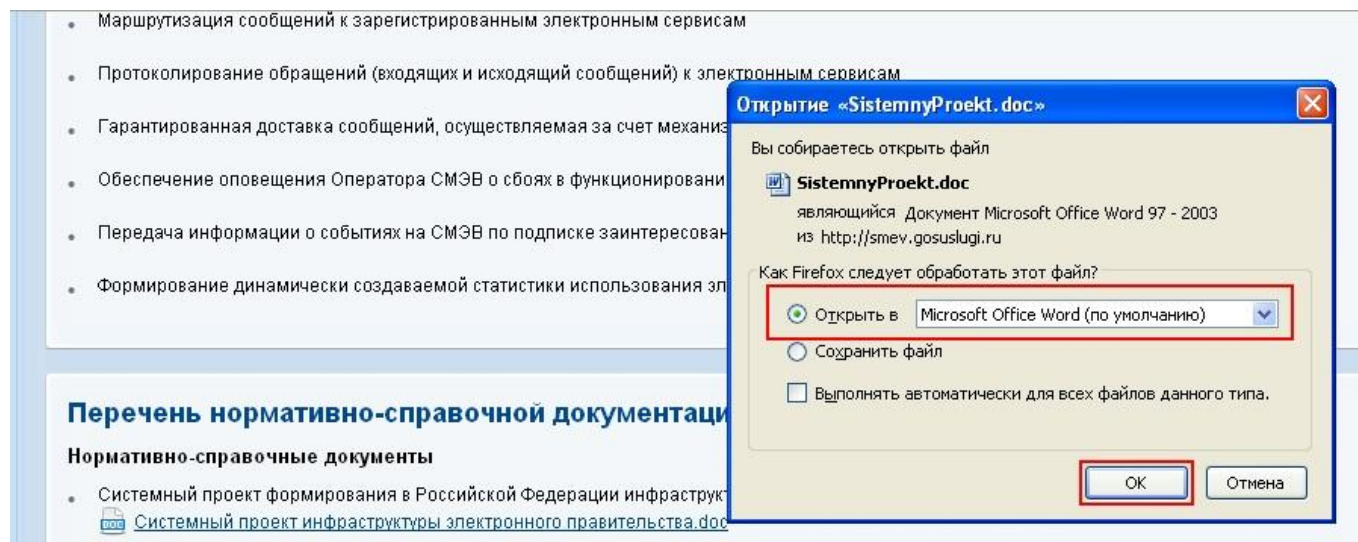 Маршрутизация сообщений к зарегистрированным электронным сервисам
Протоколирование обращений (входящих и исходящий сообщений) к электронным сервисам
Гарантированная доставка сообщений, осуществляемая за счет механиз
Обеспечение оповещения Оператора СМЭВ о сбоях в функционировани
Передача информации о событиях на СМЭВ по подписке заинтересован
Формирование динамически создаваемой статистики использования эл
Перечень нормативно-справочной документаци
Нормативно-справочные документы
Системный проект формирования в Российской Федерации инфраструк
Системный проект инфраструктуры электронного правительства.doc
Открытие «SistemnyProekt.doc»
Вы собираетесь открыть файл
SistemnyProekt.doc
являющийся Документ Microsoft Office Word 97 - 2003
из http://smev.gosuslugi.ru
Как Firefox следует обработать этот файл?
Открыть в Microsoft Office Word (по умолчанию)
Сохранить файл
Выполнять автоматически для всех файлов данного типа.
ОК Отмена